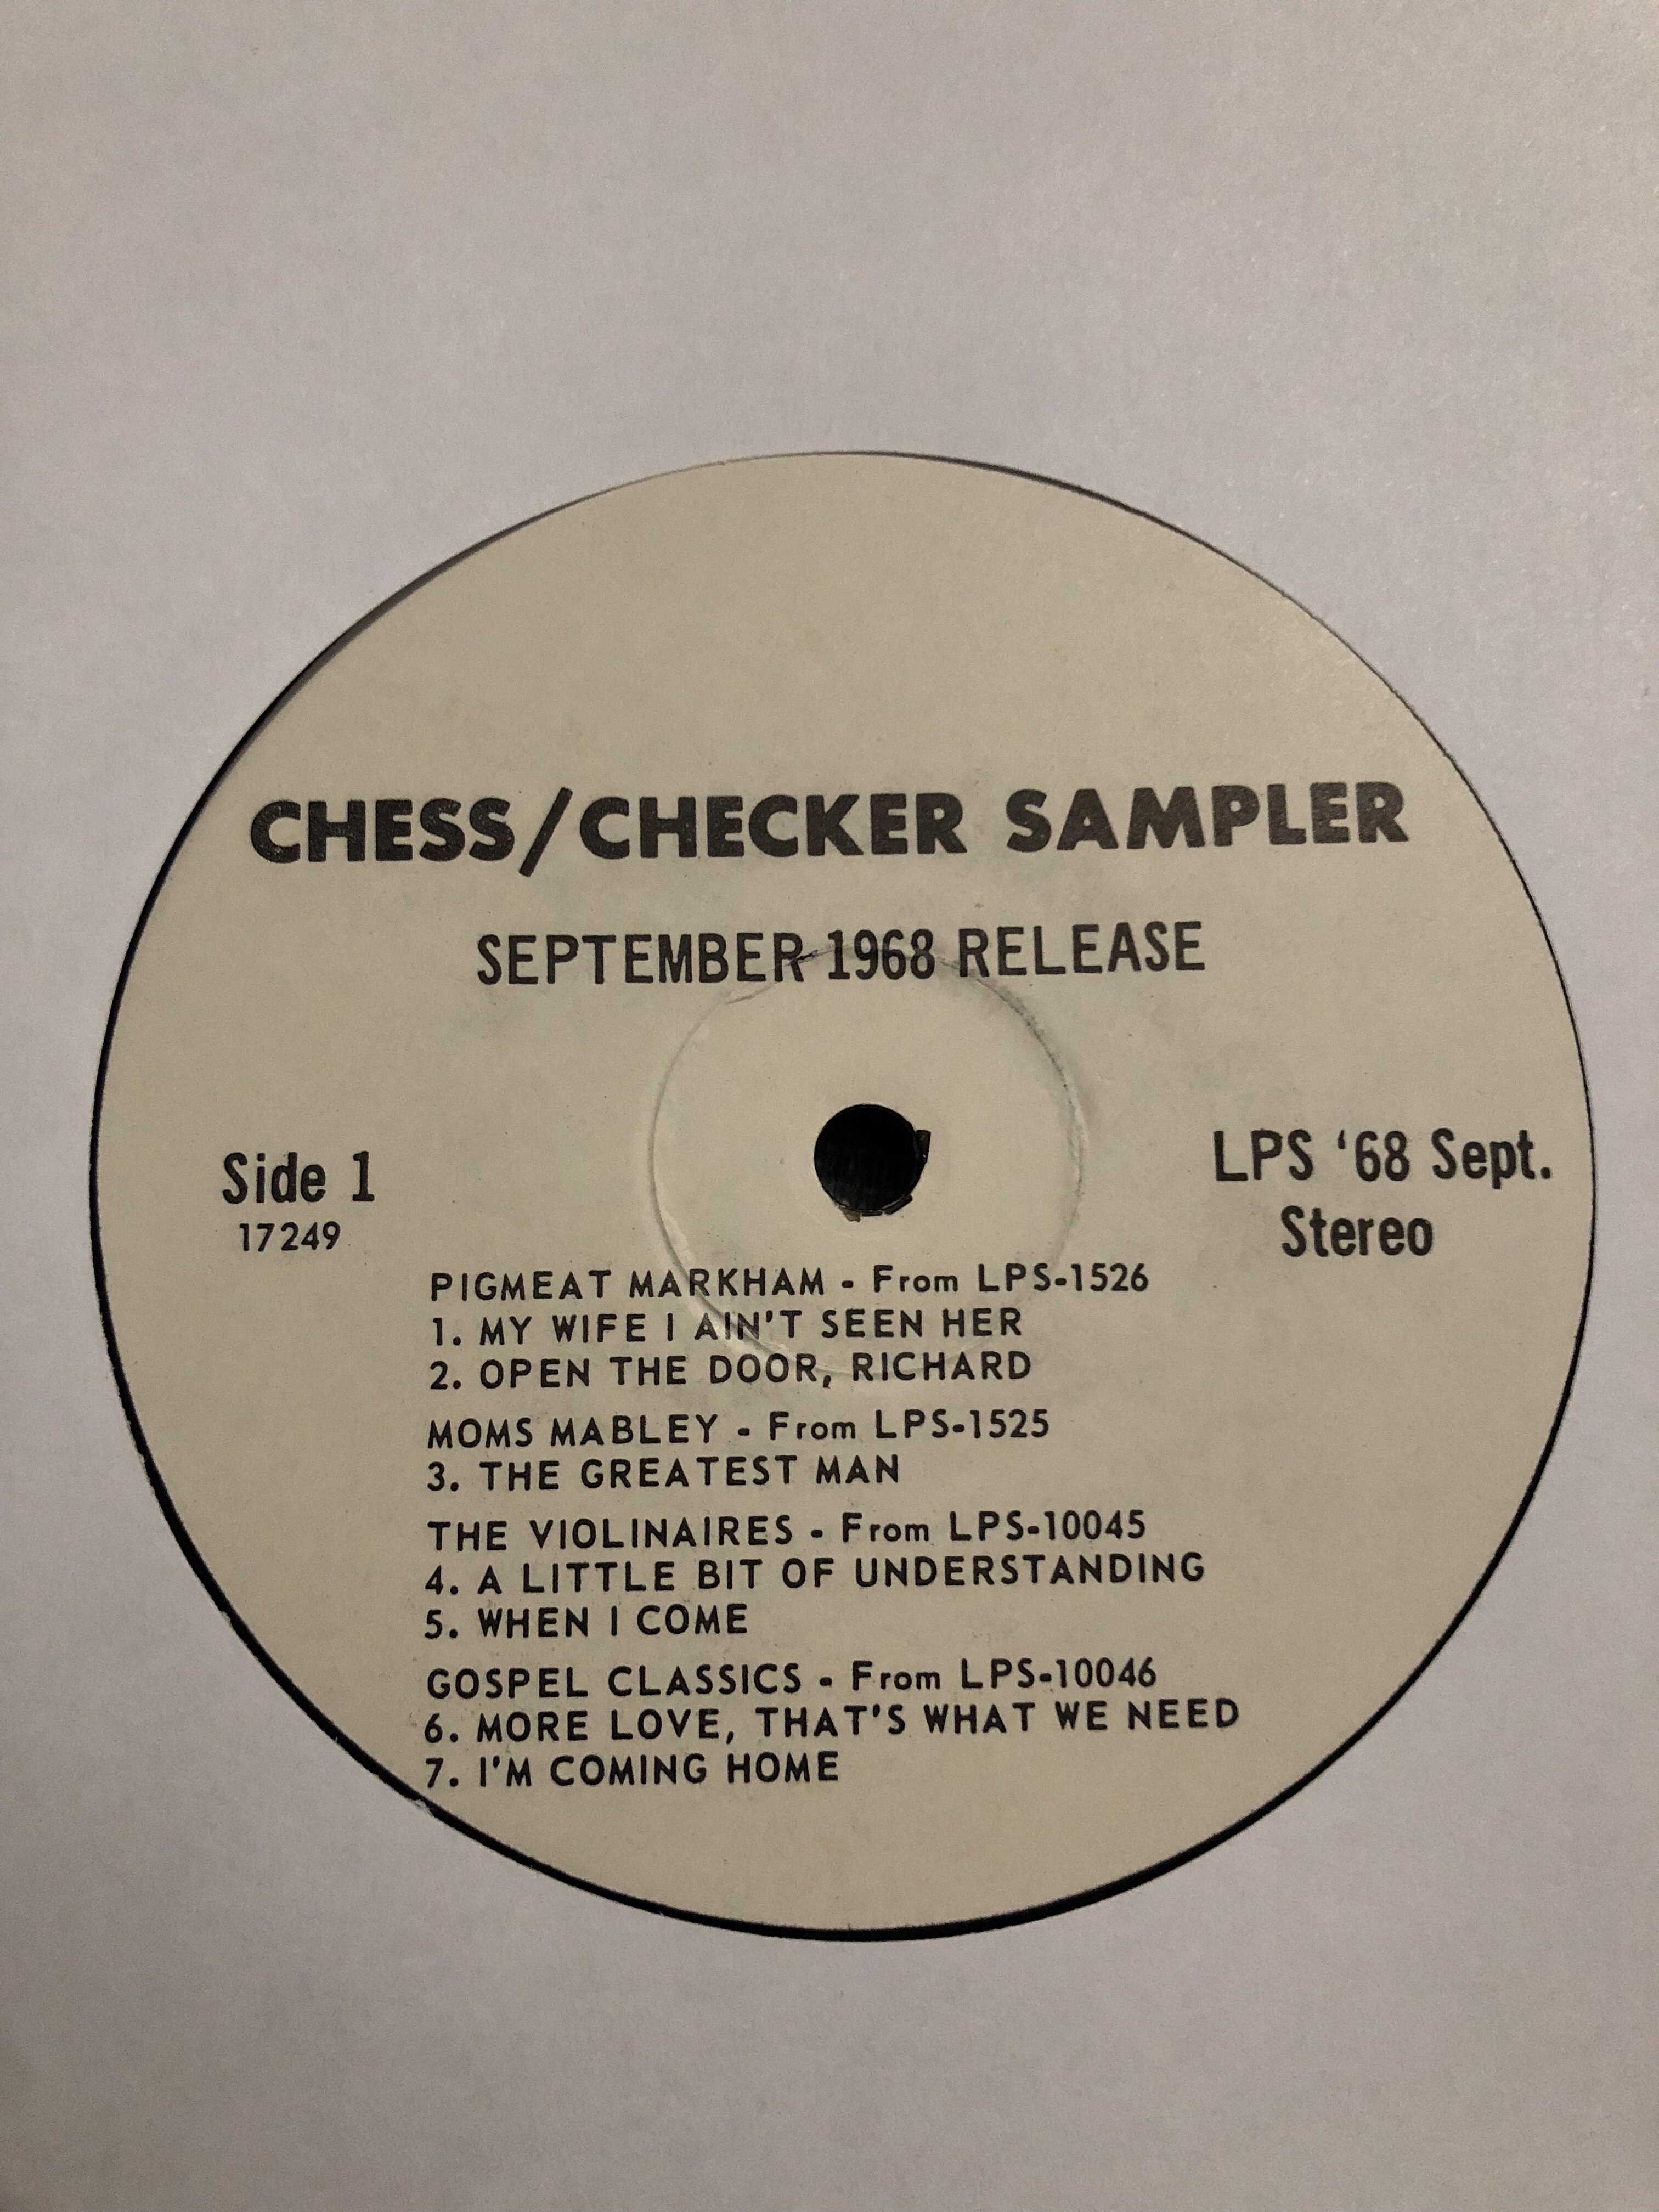 CHESS/CHECKER SAMPLER
SEPTEMBER 1968 RELEASE
Side 1
17249
LPS ‘68 Sept.
Stereo
PIGMEAT MARKHAM - From LPS-1526
1. MY WIFE I AIN'T SEEN HER
2. OPEN THE DOOR, RICHARD
MOMS MABLEY - From LPS-1525
3. THE GREATEST MAN
THE VIOLINAIRES - From LPS-10045
4. A LITTLE BIT OF UNDERSTANDING
5. WHEN I COME
GOSPEL CLASSICS - From LPS-10046
6. MORE LOVE, THAT'S WHAT WE NEED
7. I'M COMING HOME